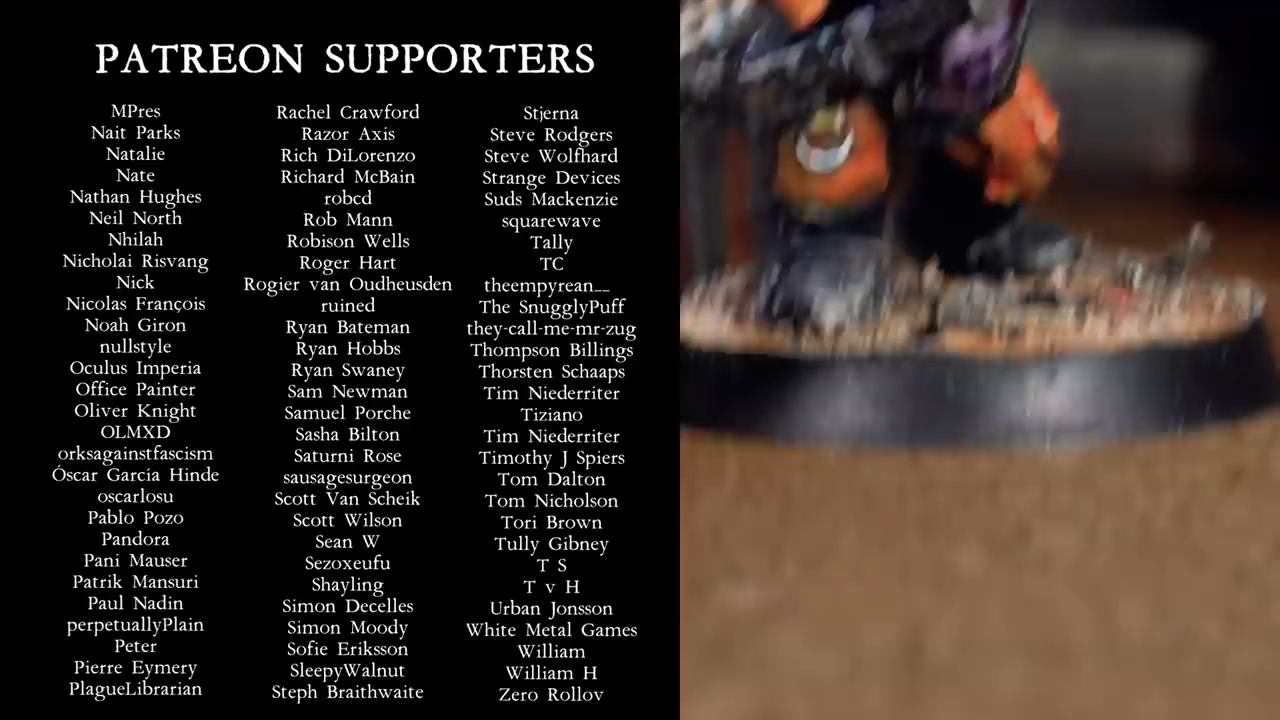 PATREON SUPPORTERS
MPres
Nait Parks
Natalie
Nate
Nathan Hughes
Neil North
Nhilah
Nicholai Risvang
Nick
Nicolas François
Noah Giron
nullstyle
Oculus Imperia
Office Painter
Oliver Knight
OLMXD
orksagainstfascism
Óscar García Hinde
oscarlosu
Pablo Pozo
Pandora
Pani Mauser
Patrik Mansuri
Paul Nadin
perpetuallyPlain
Peter
Pierre Eymery
PlagueLibrarian
Rachel Crawford
Razor Axis
Rich DiLorenzo
Richard McBain
robcd
Rob Mann
Robison Wells
Roger Hart
Rogier van Oudheusden
ruined
Ryan Bateman
Ryan Hobbs
Ryan Swaney
Sam Newman
Samuel Porche
Sasha Bilton
Saturni Rose
sausagesurgeon
Scott Van Scheik
Scott Wilson
Sean W
Sezoxeufu
Shayling
Simon Decelles
Simon Moody
Sofie Eriksson
SleepyWalnut
Steph Braithwaite
Stjerna
Steve Rodgers
Steve Wolfhard
Strange Devices
Suds Mackenzie
squarewave
Tally
TC
theempyrean__
The SnugglyPuff
they-call-me-mr-zug
Thompson Billings
Thorsten Schaaps
Tim Niederriter
Tiziano
Tim Niederriter
Timothy J Spiers
Tom Dalton
Tom Nicholson
Tori Brown
Tully Gibney
T S
T v H
Urban Jonsson
White Metal Games
William
William H
Zero Rollov